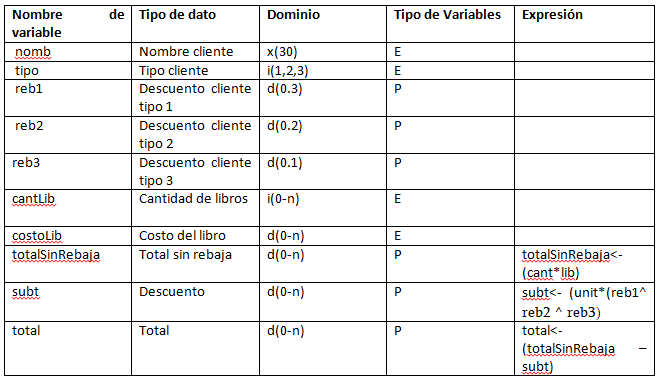 Nombre de Tipo de dato Dominio Tipo de Variables Expresión
variable
nomb Nombre cliente x(30) E
tipo Tipo cliente i(1,2,3) E
reb1 Descuento cliente d(0.3) P
tipo 1
reb2 Descuento cliente d(0.2) P
tipo 2
reb3 Descuento cliente d(0.1) P
tipo 3
cantLib Cantidad de libros i(0-n) E
costoLib Costo del libro d(0-n) E
totalSinRebaja Total sin rebaja d(0-n) P totalSinRebaja<-
(cant*lib)
subt Descuento d(0-n) P subt<- (unit*(reb1^
reb2 ^ reb3)
total Total d(0-n) P total<-
(totalSinRebaja –
subt)